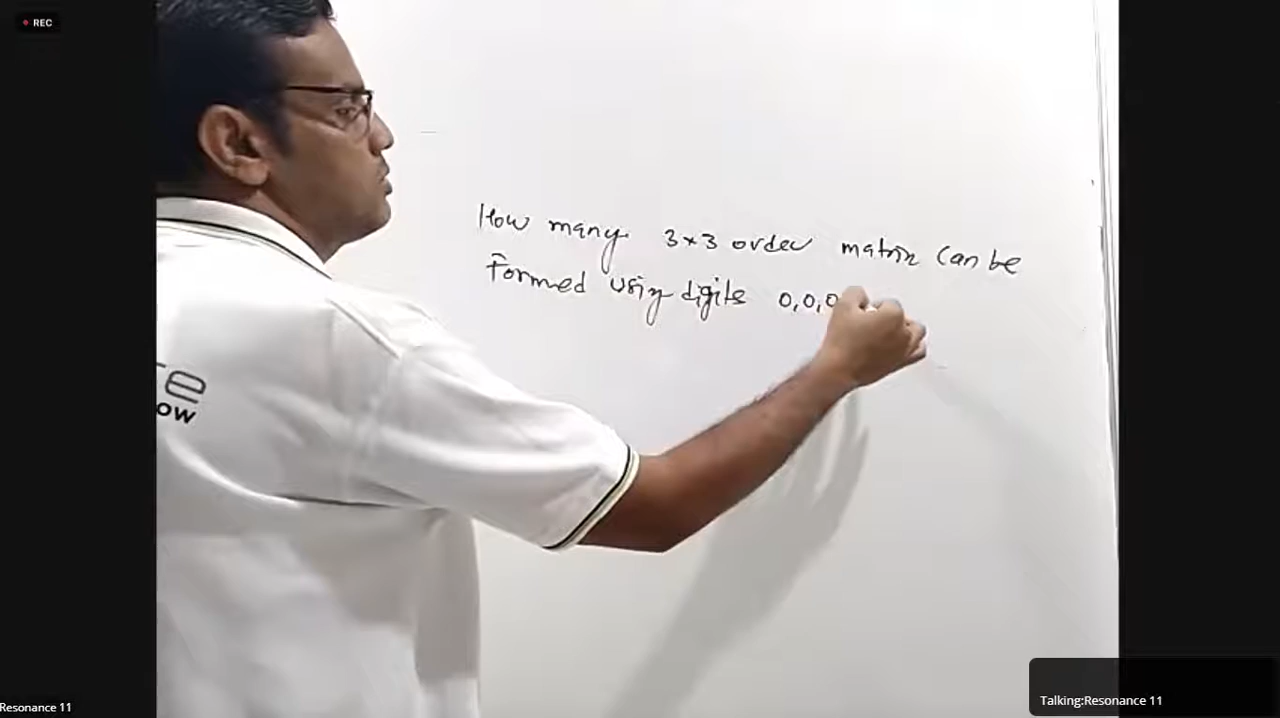 REC
How many 3×3 order matrix can be
Formed using digits 0,0,0
e
OW
Resonance 11
Talking:Resonance 11